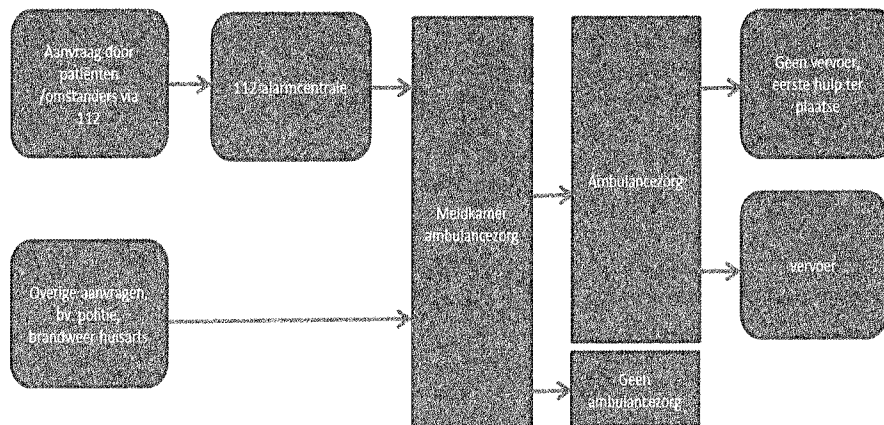 Aanvraag door
patiënten
/omstanders via
112
112 alarmcentrale
Overige aanvragen,
bv. politie,
brandweer huisarts
Meldkamer
ambulancezorg
Ambulancezorg
Geen
ambulancezorg
Geen vervoer,
eerste hulp ter
plaatse
vervoer